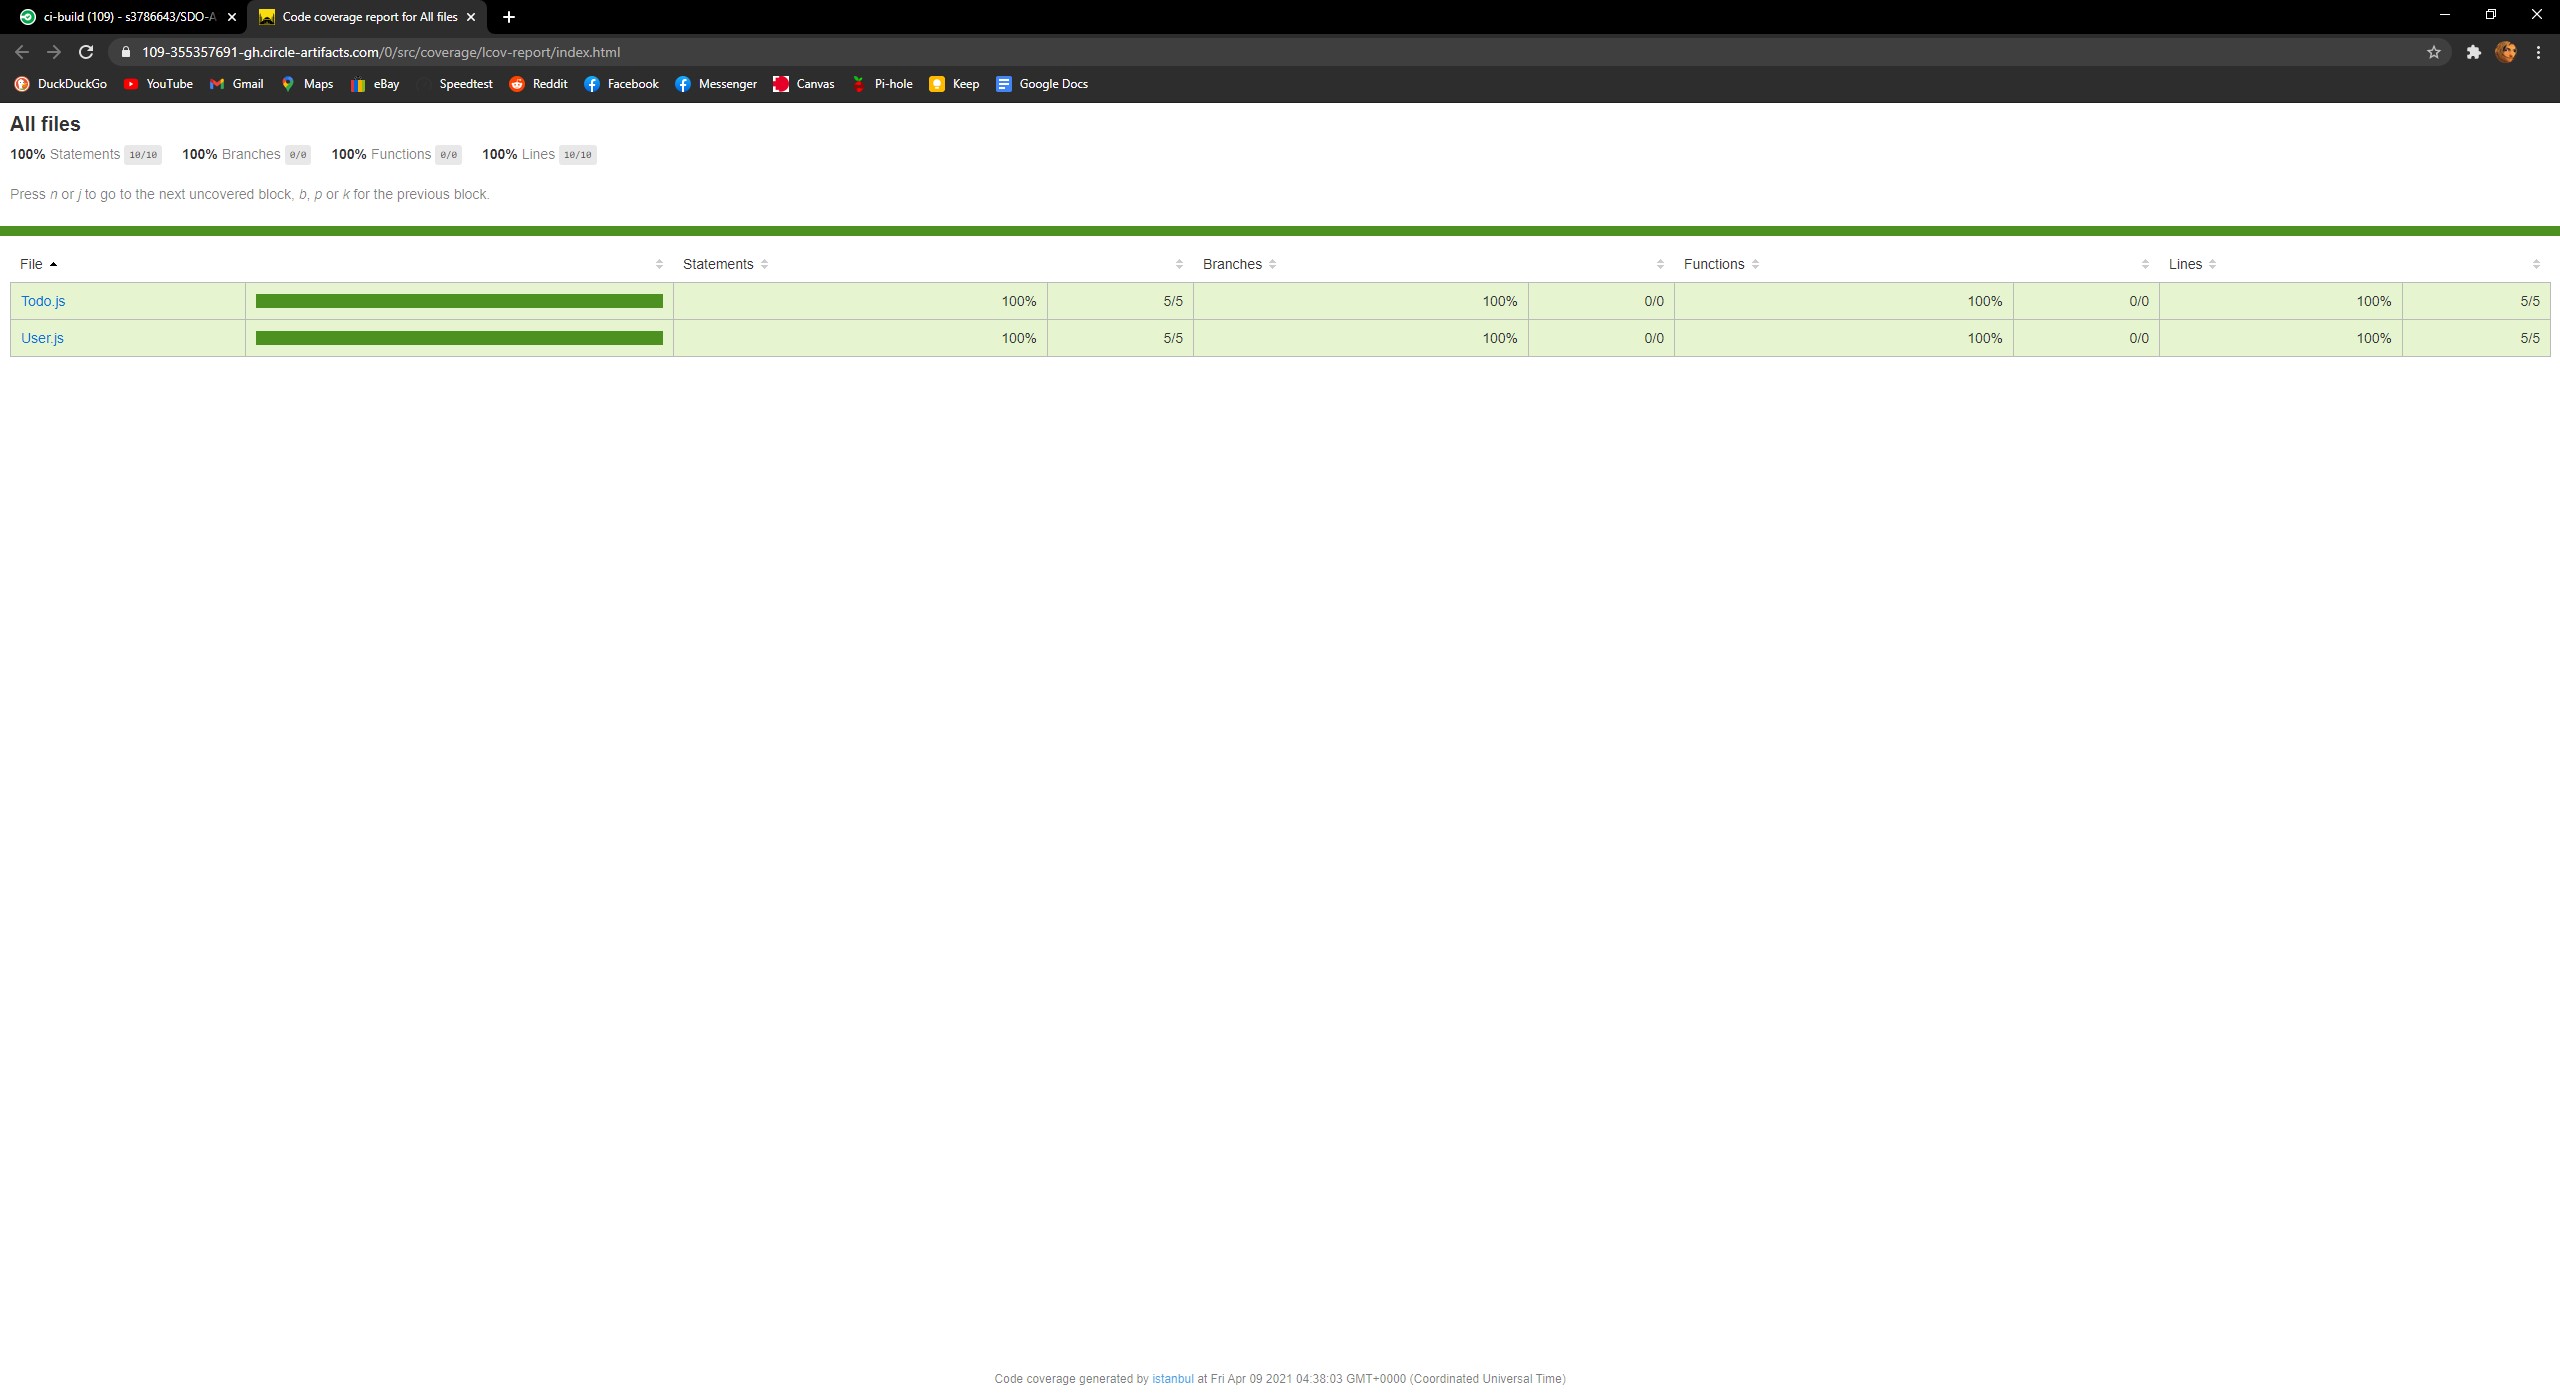 ci-build (109) - s3786643/SDO-A
Code coverage report for All files
109-355357691-gh.circle-artifacts.com/0/src/coverage/lcov-report/index.html
DuckDuckGo YouTube Gmail Maps eBay Speedtest Reddit Facebook Messenger Canvas Pi-hole Keep Google Docs
All files
100% Statements 10/10 100% Branches 0/0 100% Functions 0/0 100% Lines 10/10
Press n or j to go to the next uncovered block, b, p or k for the previous block.
File Statements Branches Functions Lines
Todo.js 100% 5/5 100% 0/0 100% 0/0 100% 5/5
User.js 100% 5/5 100% 0/0 100% 0/0 100% 5/5
Code coverage generated by istanbul at Fri Apr 09 2021 04:38:03 GMT+0000 (Coordinated Universal Time)